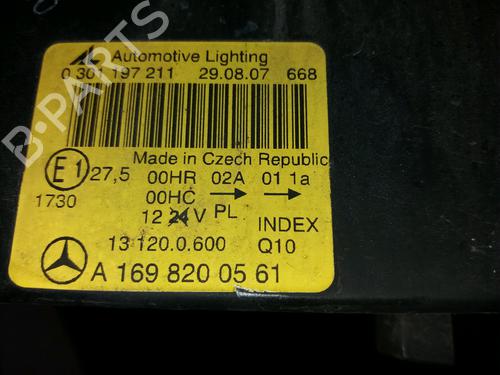 Automotive Lighting
0 301 197 211 29.08.07 668
Made in Czech Republic
E1 27,5 00HR 02A 01 1a
1730 00HC → →
12 24 V PL INDEX
13 120.0.600 Q10
A 169 820 05 61
B-PARTS